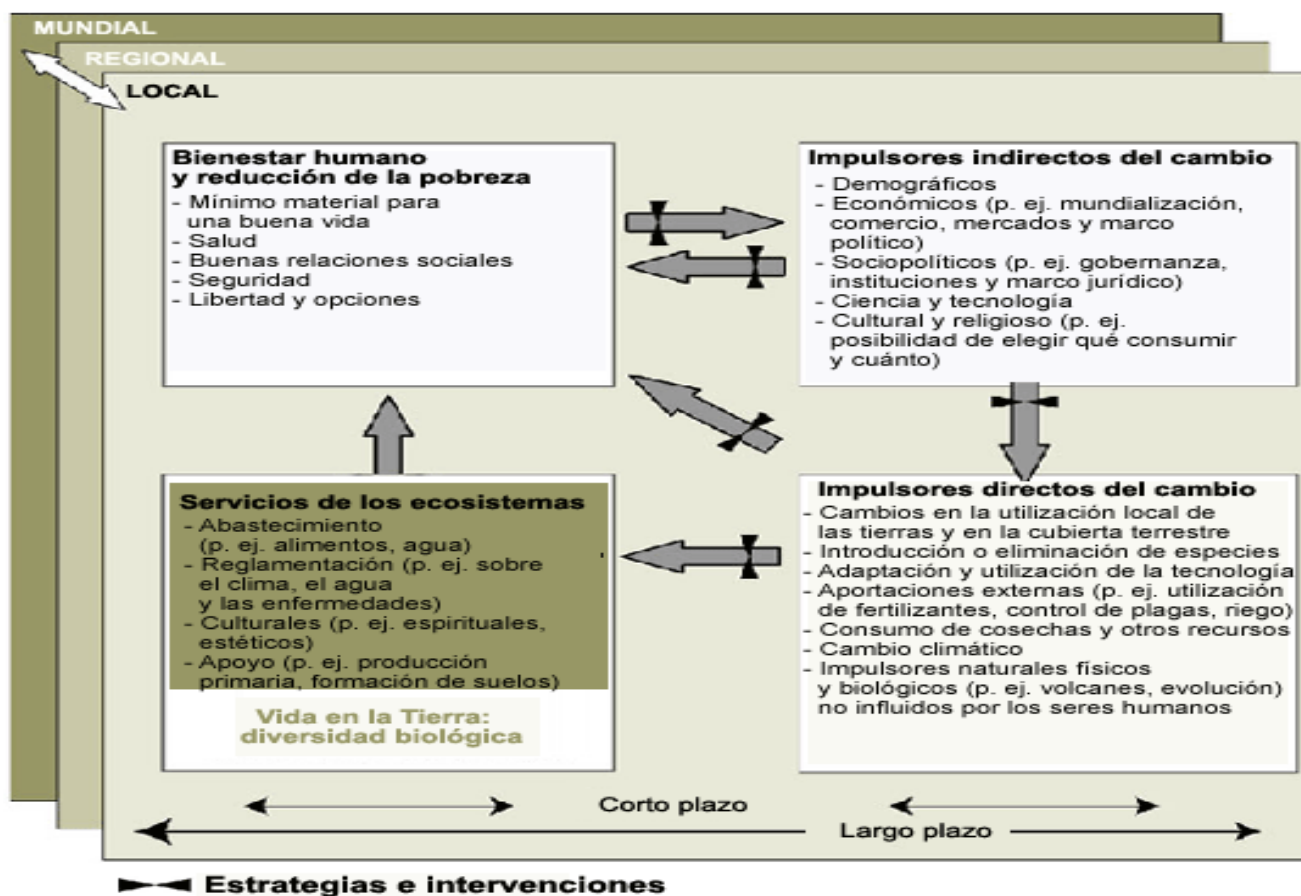 MUNDIAL
REGIONAL
LOCAL
Bienestar humano
y reducción de la pobreza
- Mínimo material para
una buena vida
- Salud
- Buenas relaciones sociales
- Seguridad
- Libertad y opciones
Impulsores indirectos del cambio
- Demográficos
- Económicos (p. ej. mundialización,
comercio, mercados y marco
político)
- Sociopolíticos (p. ej. gobernanza,
instituciones y marco jurídico)
- Ciencia y tecnología
- Cultural y religioso (p. ej.
posibilidad de elegir qué consumir
y cuánto)
Servicios de los ecosistemas
- Abastecimiento
(p. ej. alimentos, agua)
- Reglamentación (p. ej. sobre
el clima, el agua
y las enfermedades)
- Culturales (p. ej. espirituales,
estéticos)
- Apoyo (p. ej. producción
primaria, formación de suelos)
Vida en la Tierra:
diversidad biológica
Impulsores directos del cambio
- Cambios en la utilización local de
las tierras y en la cubierta terrestre
- Introducción o eliminación de especies
- Adaptación y utilización de la tecnología
- Aportaciones externas (p. ej. utilización
de fertilizantes, control de plagas, riego)
- Consumo de cosechas y otros recursos
- Cambio climático
- Impulsores naturales físicos
y biológicos (p. ej. volcanes, evolución)
no influidos por los seres humanos
Corto plazo
Largo plazo
Estrategias e intervenciones